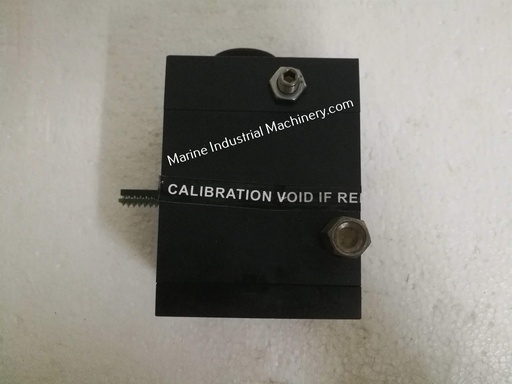 Marine Industrial Machinery.com
CALIBRATION VOID IF RE